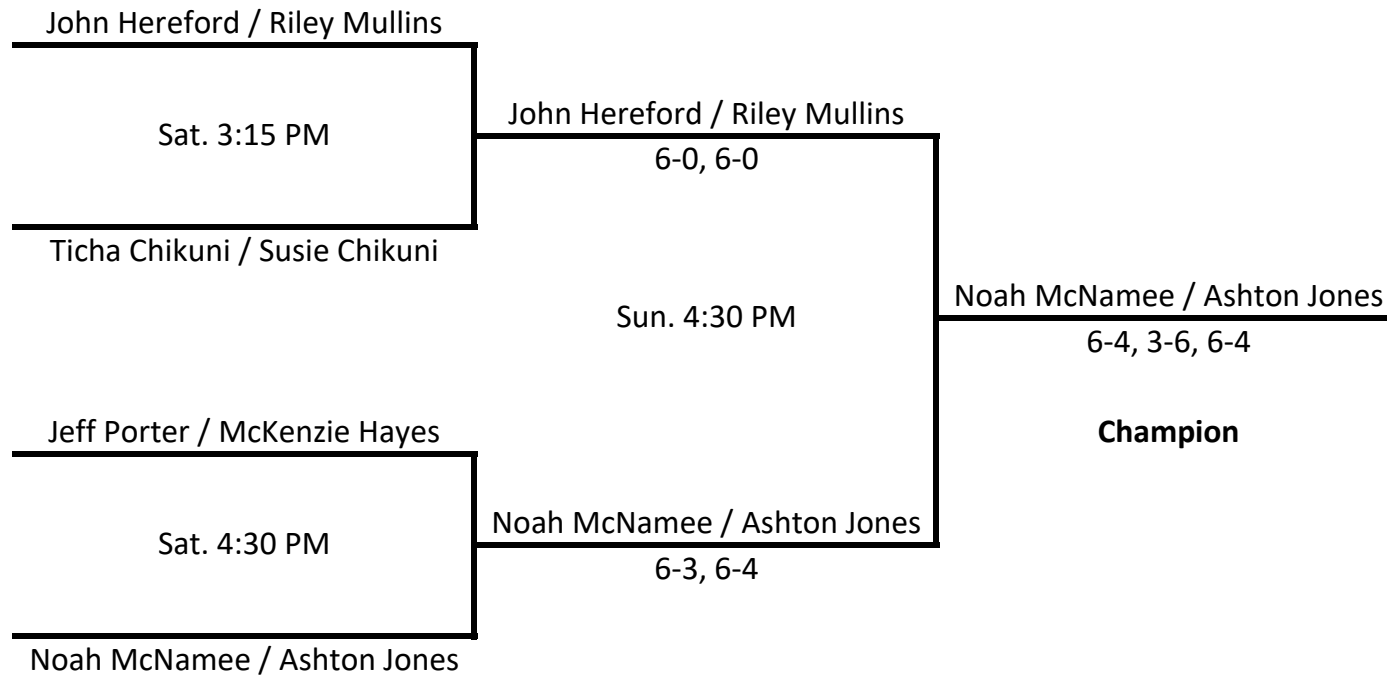 John Hereford / Riley Mullins
Sat. 3:15 PM
John Hereford / Riley Mullins
6-0, 6-0
Ticha Chikuni / Susie Chikuni
Sun. 4:30 PM
Noah McNamee / Ashton Jones
6-4, 3-6, 6-4
Jeff Porter / McKenzie Hayes
Champion
Sat. 4:30 PM
Noah McNamee / Ashton Jones
6-3, 6-4
Noah McNamee / Ashton Jones